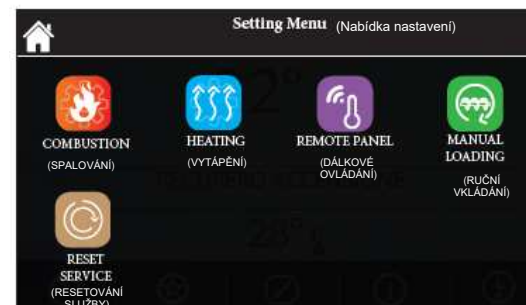 Setting Menu (Nabídka nastavení)
COMBUSTION
(SPALOVÁNÍ)
HEATING
(VYTÁPĚNÍ)
REMOTE PANEL
(DÁLKOVÉ
OVLÁDÁNÍ)
MANUAL
LOADING
(RUČNÍ
VKLÁDÁNÍ)
RESET
SERVICE
(RESETOVÁNÍ
SLUŽBY)